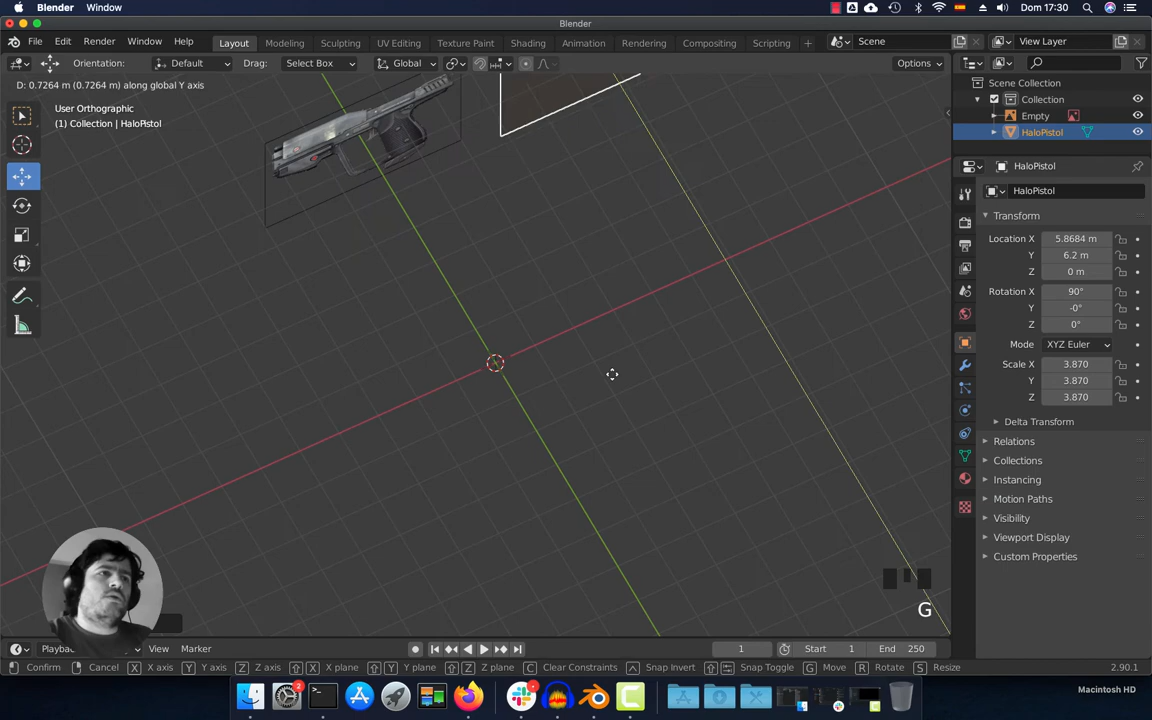 Blender Window Dom 17:30
Blender
File Edit Render Window Help Layout Modeling Sculpting UV Editing Texture Paint Shading Animation Rendering Compositing Scripting + Scene View Layer
Orientation: Default Drag: Select Box Global Options
D: 0.7264 m (0.7264 m) along global Y axis
User Orthographic
(1) Collection | HaloPistol
Scene Collection
Collection
Empty
HaloPistol
HaloPistol
HaloPistol
Transform
Location X 5.8684 m
Y 6.2 m
Z 0 m
Rotation X 90°
Y -0°
Z 0°
Mode XYZ Euler
Scale X 3.870
Y 3.870
Z 3.870
Delta Transform
Relations
Collections
Instancing
Motion Paths
Visibility
Viewport Display
Custom Properties
G
View Marker 1 Start 1 End 250
Confirm Cancel X X axis Y Y axis Z Z axis X X plane Y Y plane Z Z plane C Clear Constraints Snap Invert Snap Toggle G Move R Rotate S Resize 2.90.1
2
Macintosh HD